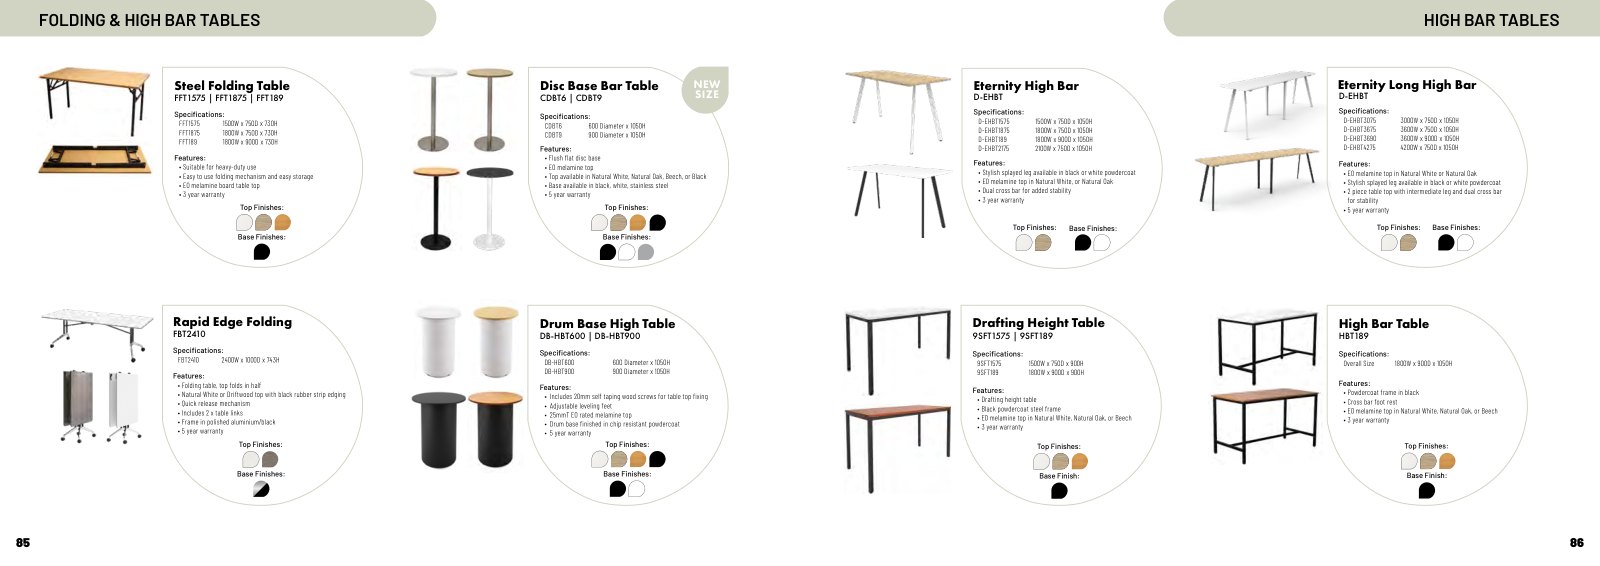 FOLDING & HIGH BAR TABLES
Steel Folding Table
FFT1575 | FFT1875 | FFT189
Specifications:
FFT1575 1500W x 750D x 730H
FFT1875 1800W x 750D x 730H
FFT189 1800W x 900D x 730H
Features:
• Suitable for heavy-duty use
• Easy to use folding mechanism and easy storage
• E0 melamine board table top
• 3 year warranty
Top Finishes:
Base Finishes:
Disc Base Bar Table
CDBT6 | CDBT9
NEW
SIZE
Specifications:
CDBT6 600 Diameter x 1050H
CDBT9 900 Diameter x 1050H
Features:
• Flush flat disc base
• E0 melamine top
• Top available in Natural White, Natural Oak, Beech, or Black
• Base available in black, white, stainless steel
• 5 year warranty
Top Finishes:
Base Finishes:
Rapid Edge Folding
FBT2410
Specifications:
FBT2410 2400W x 1000D x 743H
Features:
• Folding table, top folds in half
• Natural White or Driftwood top with black rubber strip edging
• Quick release mechanism
• Includes 2 x table links
• Frame in polished aluminium/black
• 5 year warranty
Top Finishes:
Base Finishes:
Drum Base High Table
DB-HBT600 | DB-HBT900
Specifications:
DB-HBT600 600 Diameter x 1050H
DB-HBT900 900 Diameter x 1050H
Features:
• Includes 20mm self taping wood screws for table top fixing
• Adjustable leveling feet
• 25mmT E0 rated melamine top
• Drum base finished in chip resistant powdercoat
• 5 year warranty
Top Finishes:
Base Finishes:
85
HIGH BAR TABLES
Eternity High Bar
D-EHBT
Specifications:
D-EHBT1575 1500W x 750D x 1050H
D-EHBT1875 1800W x 750D x 1050H
D-EHBT189 1800W x 900D x 1050H
D-EHBT2175 2100W x 750D x 1050H
Features:
• Stylish splayed leg available in black or white powdercoat
• E0 melamine top in Natural White, or Natural Oak
• Dual cross bar for added stability
• 3 year warranty
Top Finishes:
Base Finishes:
Eternity Long High Bar
D-EHBT
Specifications:
D-EHBT3075 3000W x 750D x 1050H
D-EHBT3675 3600W x 750D x 1050H
D-EHBT3690 3600W x 900D x 1050H
D-EHBT4275 4200W x 750D x 1050H
Features:
• E0 melamine top in Natural White or Natural Oak
• Stylish splayed leg available in black or white powdercoat
• 2 piece table top with intermediate leg and dual cross bar
for stability
• 5 year warranty
Top Finishes:
Base Finishes:
Drafting Height Table
9SFT1575 | 9SFT189
Specifications:
9SFT1575 1500W x 750D x 900H
9SFT189 1800W x 900D x 900H
Features:
• Drafting height table
• Black powdercoat steel frame
• E0 melamine top in Natural White, Natural Oak, or Beech
• 3 year warranty
Top Finishes:
Base Finish:
High Bar Table
HBT189
Specifications:
Overall Size 1800W x 900D x 1050H
Features:
• Powdercoat frame in black
• Cross bar foot rest
• E0 melamine top in Natural White, Natural Oak, or Beech
• 3 year warranty
Top Finishes:
Base Finish:
86